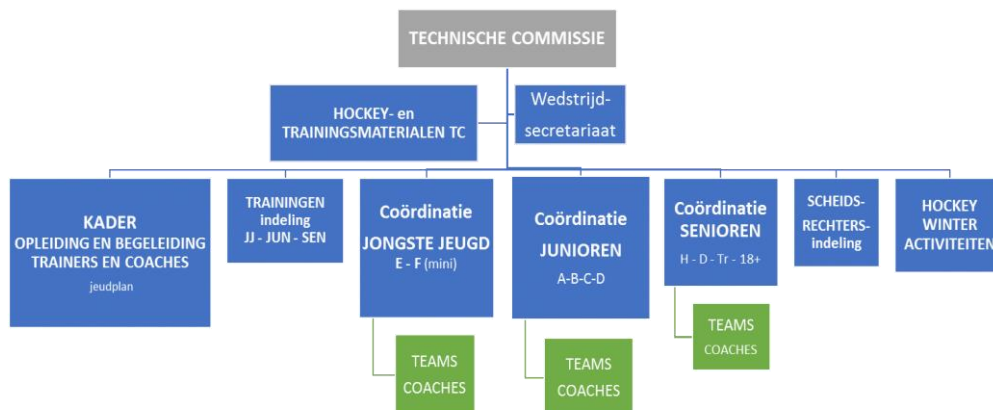 TECHNISCHE COMMISSIE
HOCKEY- en
TRAININGSMATERIALEN TC
Wedstrijd-
secretariaat
KADER
OPLEIDING EN BEGELEIDING
TRAINERS EN COACHES
jeudplan
TRAININGEN
indeling
JJ - JUN - SEN
Coördinatie
JONGSTE JEUGD
E - F (mini)
Coördinatie
JUNIOREN
A-B-C-D
Coördinatie
SENIOREN
H - D - Tr - 18+
SCHEIDS-
RECHTERS-
indeling
HOCKEY
WINTER
ACTIVITEITEN
TEAMS
COACHES
TEAMS
COACHES
TEAMS
COACHES